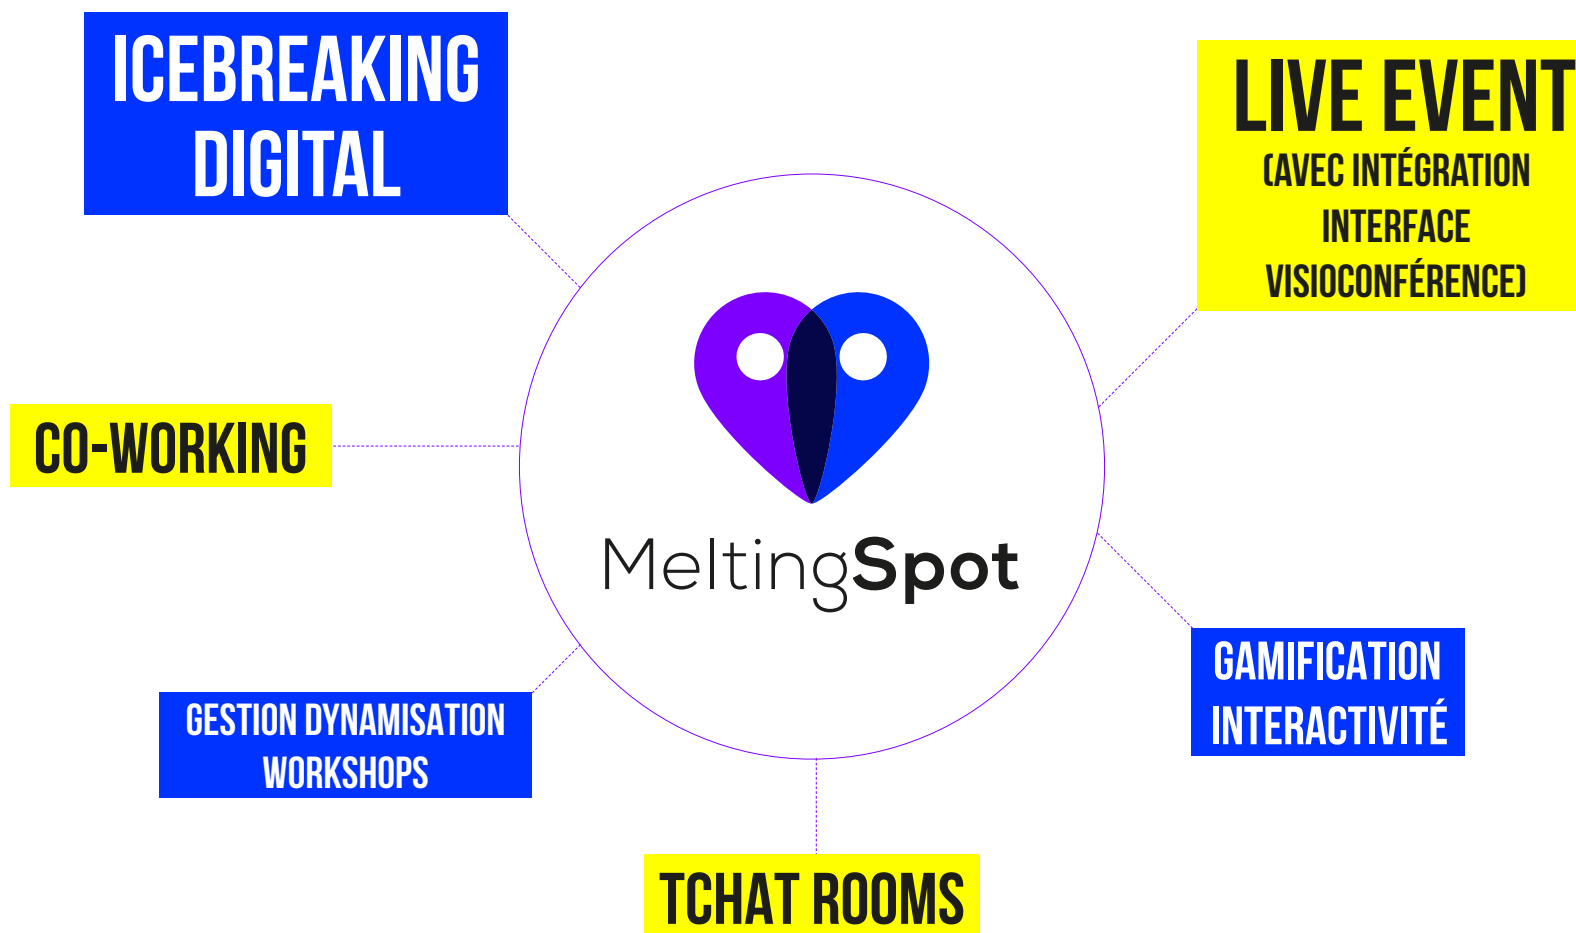 ICEBREAKING
DIGITAL
LIVE EVENT
(AVEC INTÉGRATION
INTERFACE
VISIOCONFÉRENCE)
CO-WORKING
MeltingSpot
GAMIFICATION
INTERACTIVITÉ
GESTION DYNAMISATION
WORKSHOPS
TCHAT ROOMS